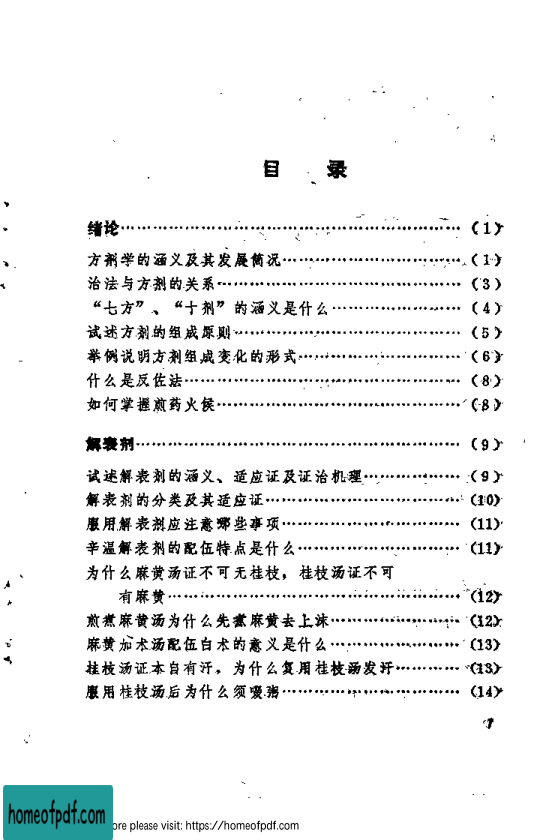 目 录
绪论……………………………………………（1）
方剂学的涵义及其发展简况……………………（1）
治法与方剂的关系………………………………（3）
“七方”、“十剂”的涵义是什么………………（4）
试述方剂的组成原则……………………………（5）
举例说明方剂组成变化的形式…………………（6）
什么是反佐法……………………………………（8）
如何掌握煎药火候………………………………（8）
解表剂……………………………………………（9）
试述解表剂的涵义、适应证及证治机理………（9）
解表剂的分类及其适应证………………………（10）
服用解表剂应注意哪些事项……………………（11）
辛温解表剂的配伍特点是什么…………………（11）
为什么麻黄汤证不可无桂枝，桂枝汤证不可
有麻黄……………………………………………（12）
煎煮麻黄汤为什么先煮麻黄去上沫……………（12）
麻黄加术汤配伍白术的意义是什么……………（13）
桂枝汤证本自有汗，为什么复用桂枝汤发汗…（13）
服用桂枝汤后为什么须啜粥……………………（14）
1
homeofpdf.com
ore please visit: https://homeofpdf.com